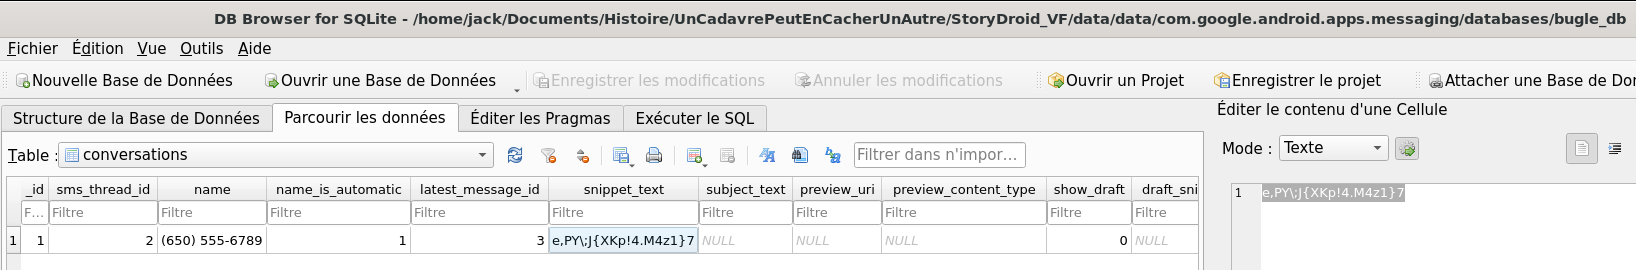 DB Browser for SQLite - /home/jack/Documents/Histoire/UnCadavrePeutEnCacherUnAutre/StoryDroid_VF/data/data/com.google.android.apps.messaging/databases/bugle_db
Fichier Édition Vue Outils Aide
Nouvelle Base de Données Ouvrir une Base de Données Enregistrer les modifications Annuler les modifications Ouvrir un Projet Enregistrer le projet Attacher une Base de Dor
Structure de la Base de Données Parcourir les données Éditer les Pragmas Exécuter le SQL
Éditer le contenu d'une Cellule
Table : conversations Filtrer dans n'impor...
Mode : Texte
_id sms_thread_id name name_is_automatic latest_message_id snippet_text subject_text preview_uri preview_content_type show_draft draft_sni
F... Filtre Filtre Filtre Filtre Filtre Filtre Filtre Filtre Filtre Filtre
1 1 2 (650) 555-6789 1 3 e,PY\;J{XKp!4.M4z1}7 NULL NULL NULL 0 NULL
1 e,PY\;J{XKp!4.M4z1}7